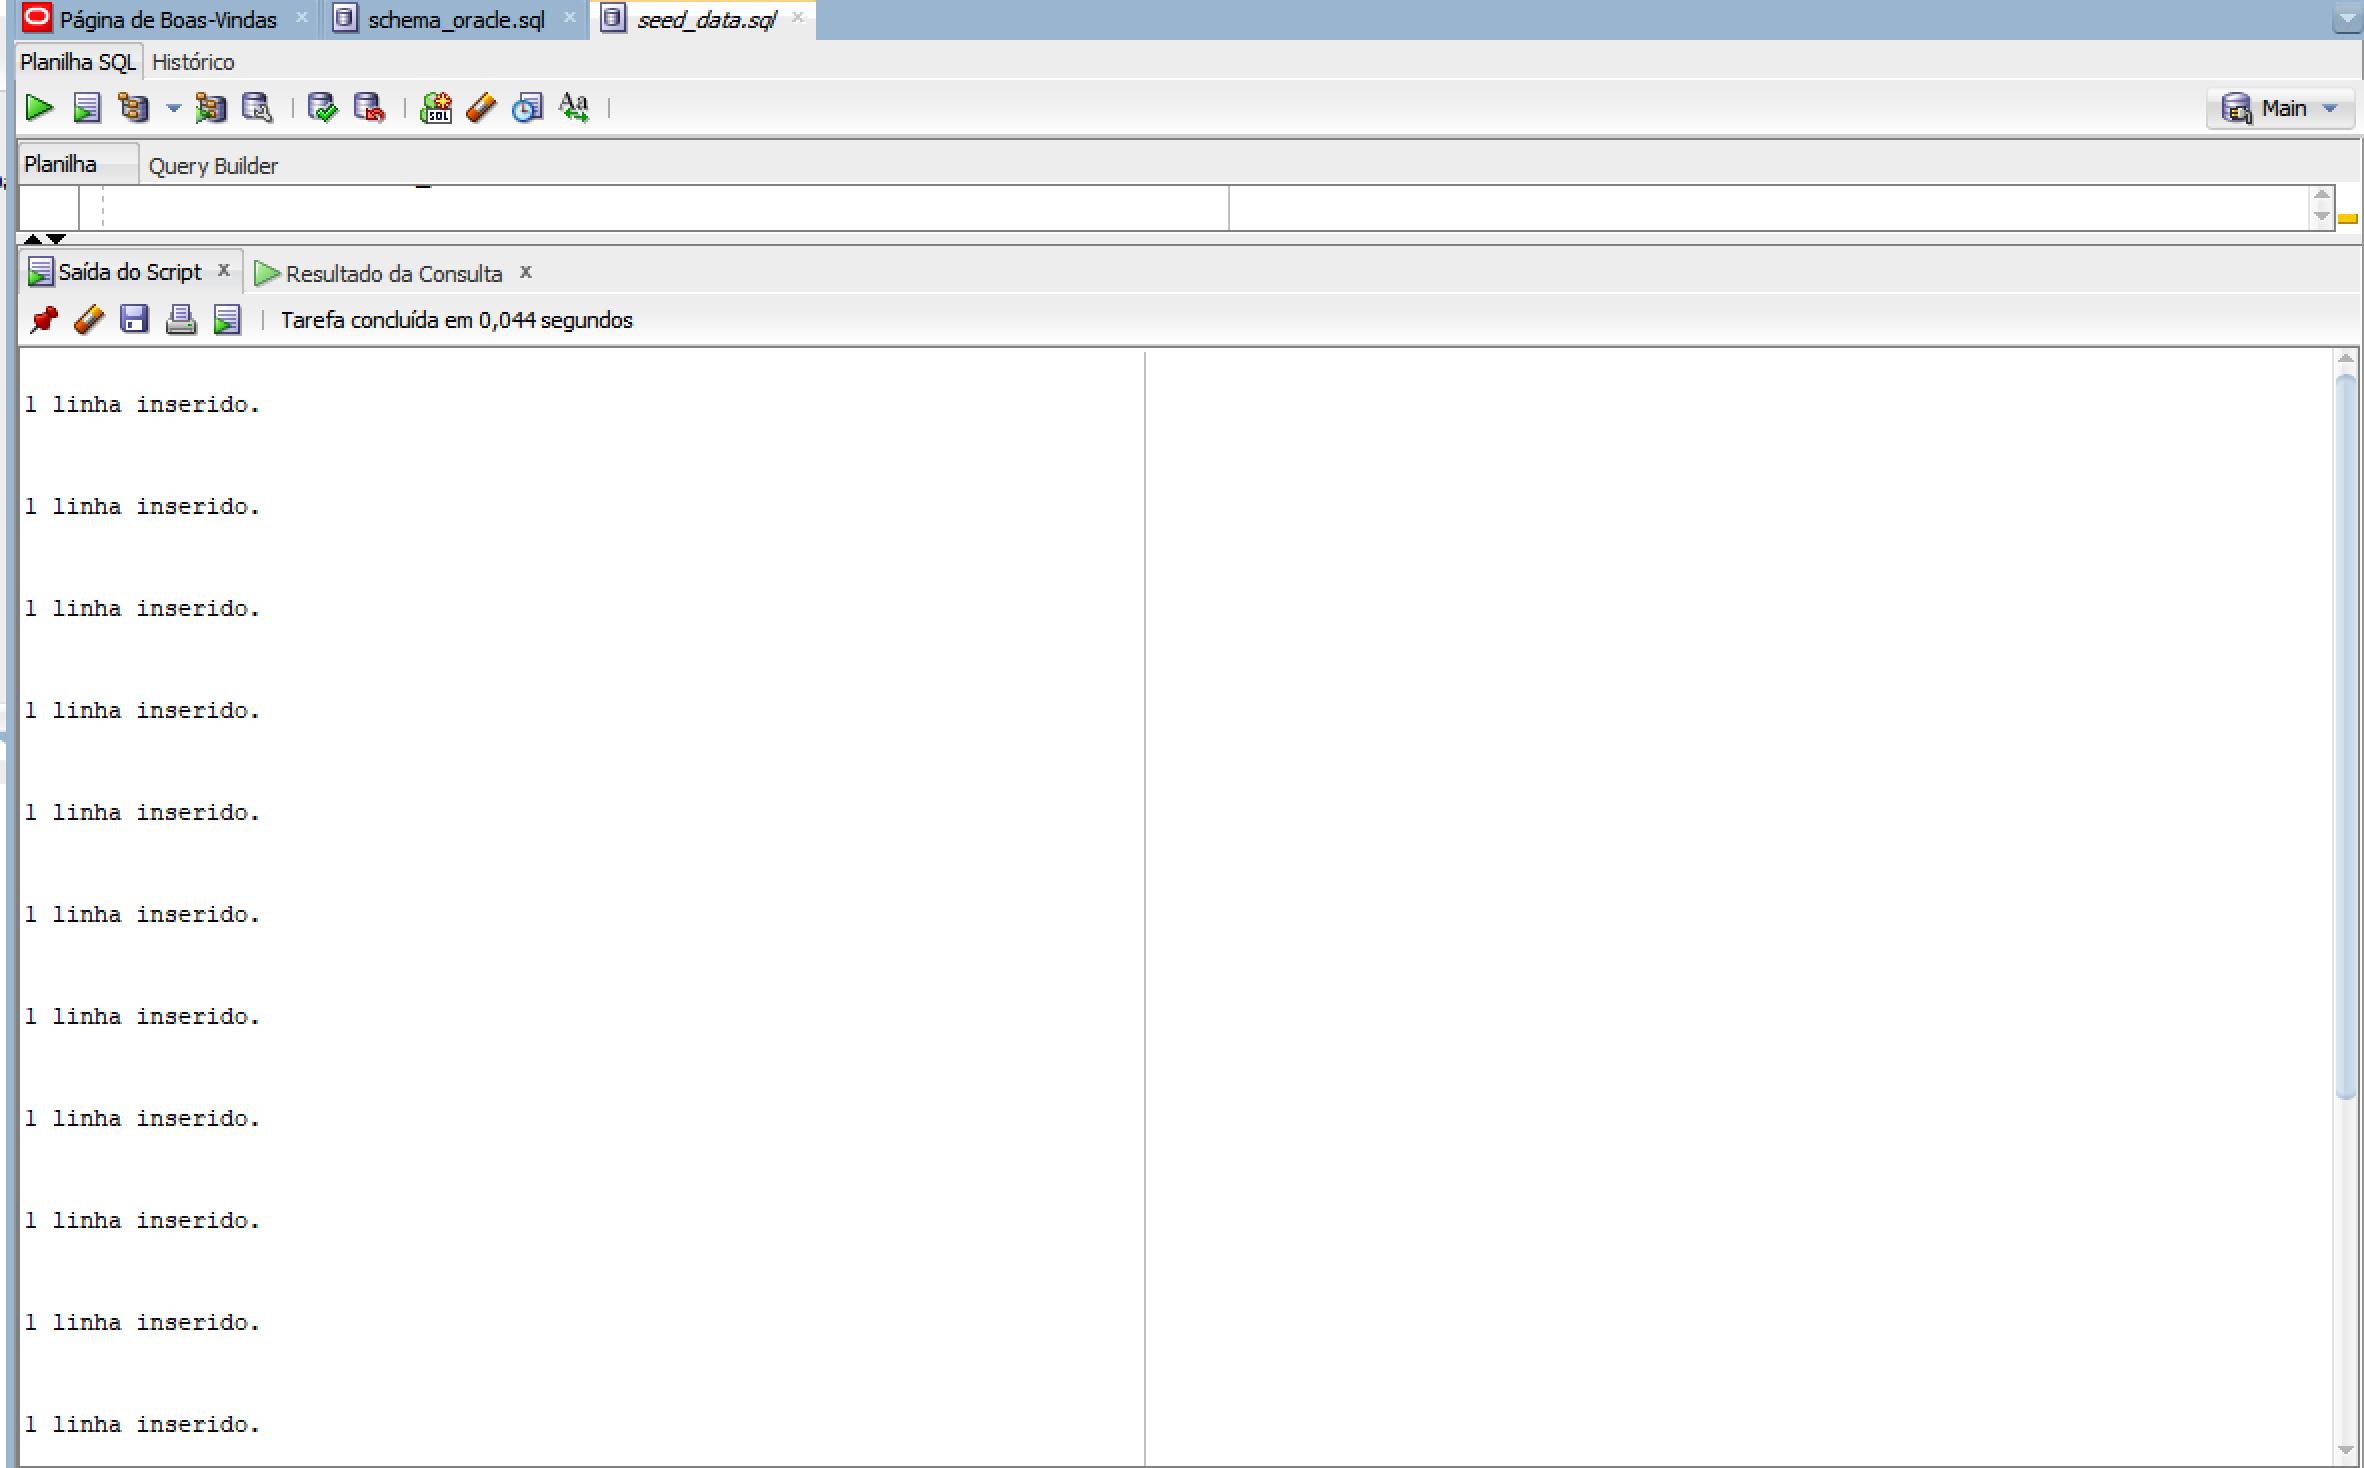 Página de Boas-Vindas schema_oracle.sql seed_data.sql
Planilha SQL Histórico
Main
Planilha Query Builder
Saída do Script x Resultado da Consulta x
Tarefa concluída em 0,044 segundos
1 linha inserido.
1 linha inserido.
1 linha inserido.
1 linha inserido.
1 linha inserido.
1 linha inserido.
1 linha inserido.
1 linha inserido.
1 linha inserido.
1 linha inserido.
1 linha inserido.